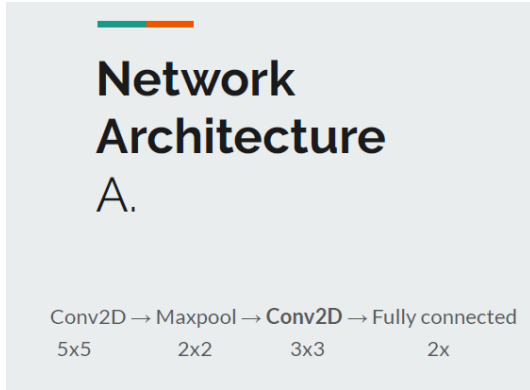 Network
Architecture
A.
Conv2D → Maxpool → Conv2D → Fully connected
5x5 2x2 3x3 2x